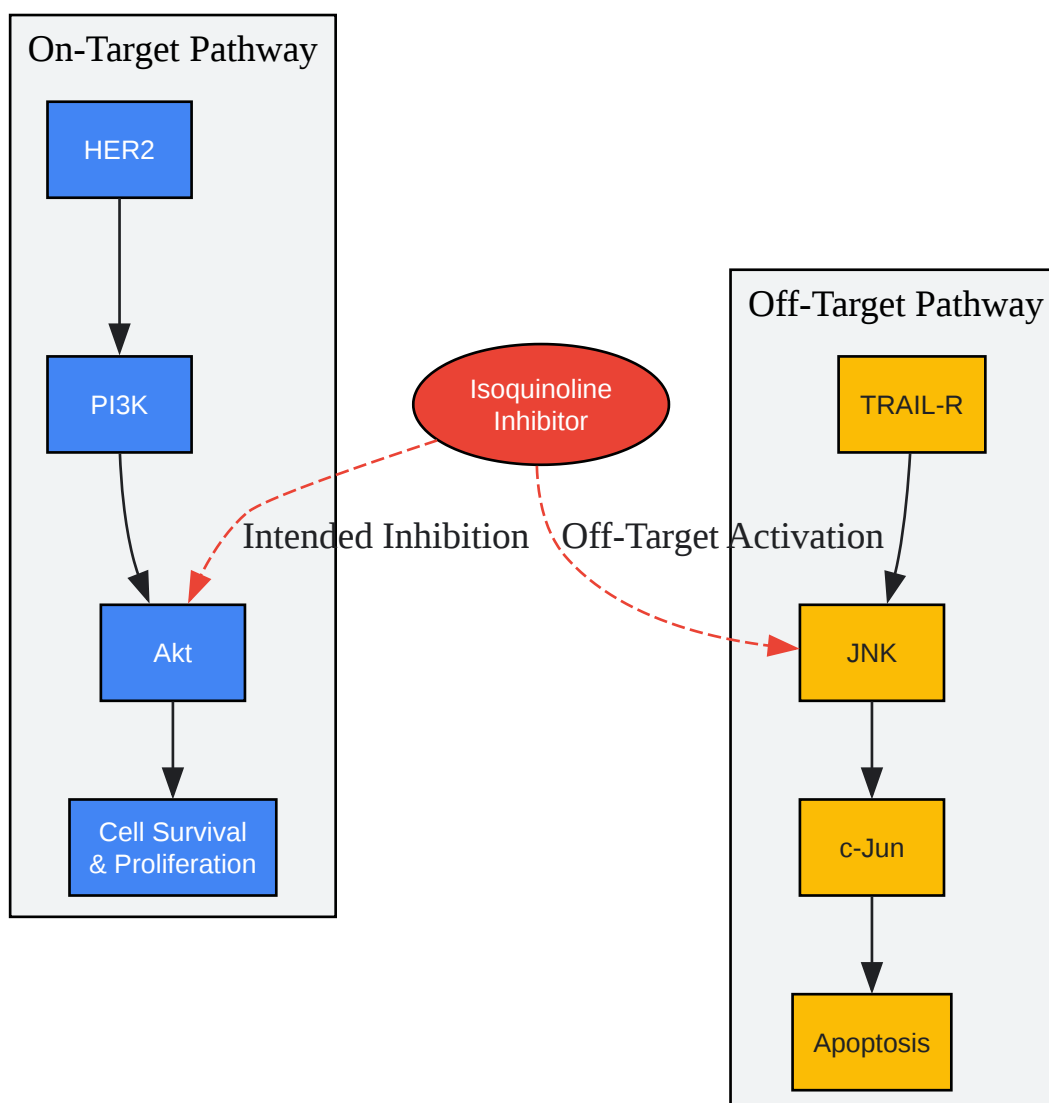 On-Target Pathway
HER2
PI3K
Akt
Cell Survival
& Proliferation
Isoquinoline
Inhibitor
Intended Inhibition
Off-Target Activation
Off-Target Pathway
TRAIL-R
JNK
c-Jun
Apoptosis